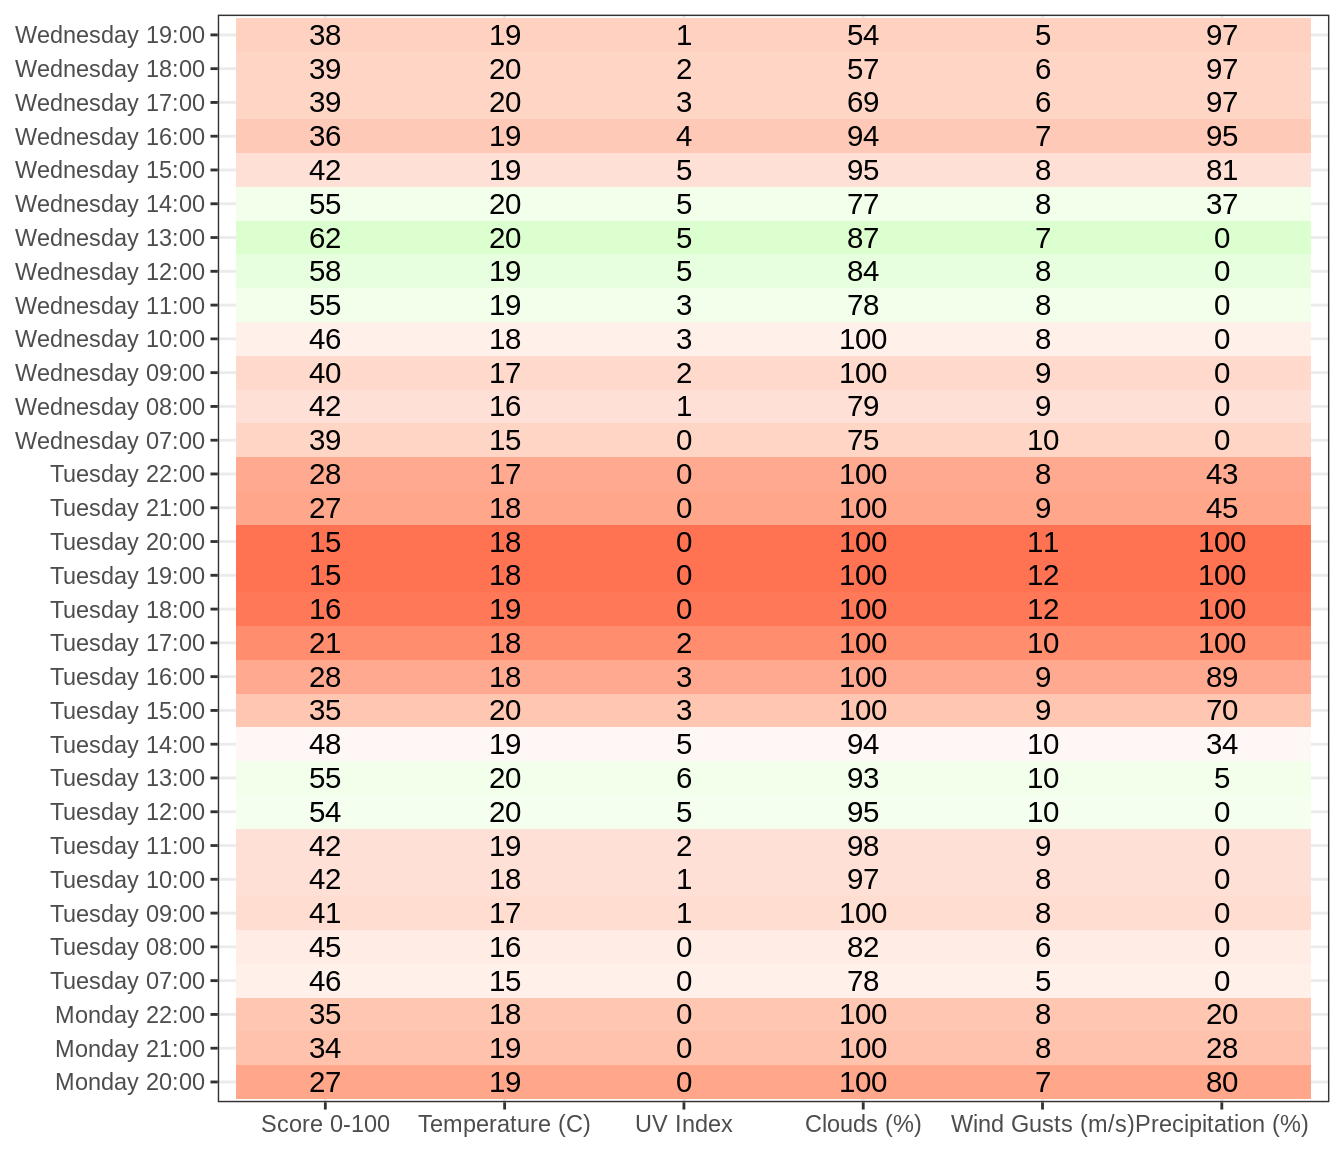 Wednesday 19:00 38 19 1 54 5 97
Wednesday 18:00 39 20 2 57 6 97
Wednesday 17:00 39 20 3 69 6 97
Wednesday 16:00 36 19 4 94 7 95
Wednesday 15:00 42 19 5 95 8 81
Wednesday 14:00 55 20 5 77 8 37
Wednesday 13:00 62 20 5 87 7 0
Wednesday 12:00 58 19 5 84 8 0
Wednesday 11:00 55 19 3 78 8 0
Wednesday 10:00 46 18 3 100 8 0
Wednesday 09:00 40 17 2 100 9 0
Wednesday 08:00 42 16 1 79 9 0
Wednesday 07:00 39 15 0 75 10 0
Tuesday 22:00 28 17 0 100 8 43
Tuesday 21:00 27 18 0 100 9 45
Tuesday 20:00 15 18 0 100 11 100
Tuesday 19:00 15 18 0 100 12 100
Tuesday 18:00 16 19 0 100 12 100
Tuesday 17:00 21 18 2 100 10 100
Tuesday 16:00 28 18 3 100 9 89
Tuesday 15:00 35 20 3 100 9 70
Tuesday 14:00 48 19 5 94 10 34
Tuesday 13:00 55 20 6 93 10 5
Tuesday 12:00 54 20 5 95 10 0
Tuesday 11:00 42 19 2 98 9 0
Tuesday 10:00 42 18 1 97 8 0
Tuesday 09:00 41 17 1 100 8 0
Tuesday 08:00 45 16 0 82 6 0
Tuesday 07:00 46 15 0 78 5 0
Monday 22:00 35 18 0 100 8 20
Monday 21:00 34 19 0 100 8 28
Monday 20:00 27 19 0 100 7 80
Score 0-100 Temperature (C) UV Index Clouds (%) Wind Gusts (m/s) Precipitation (%)